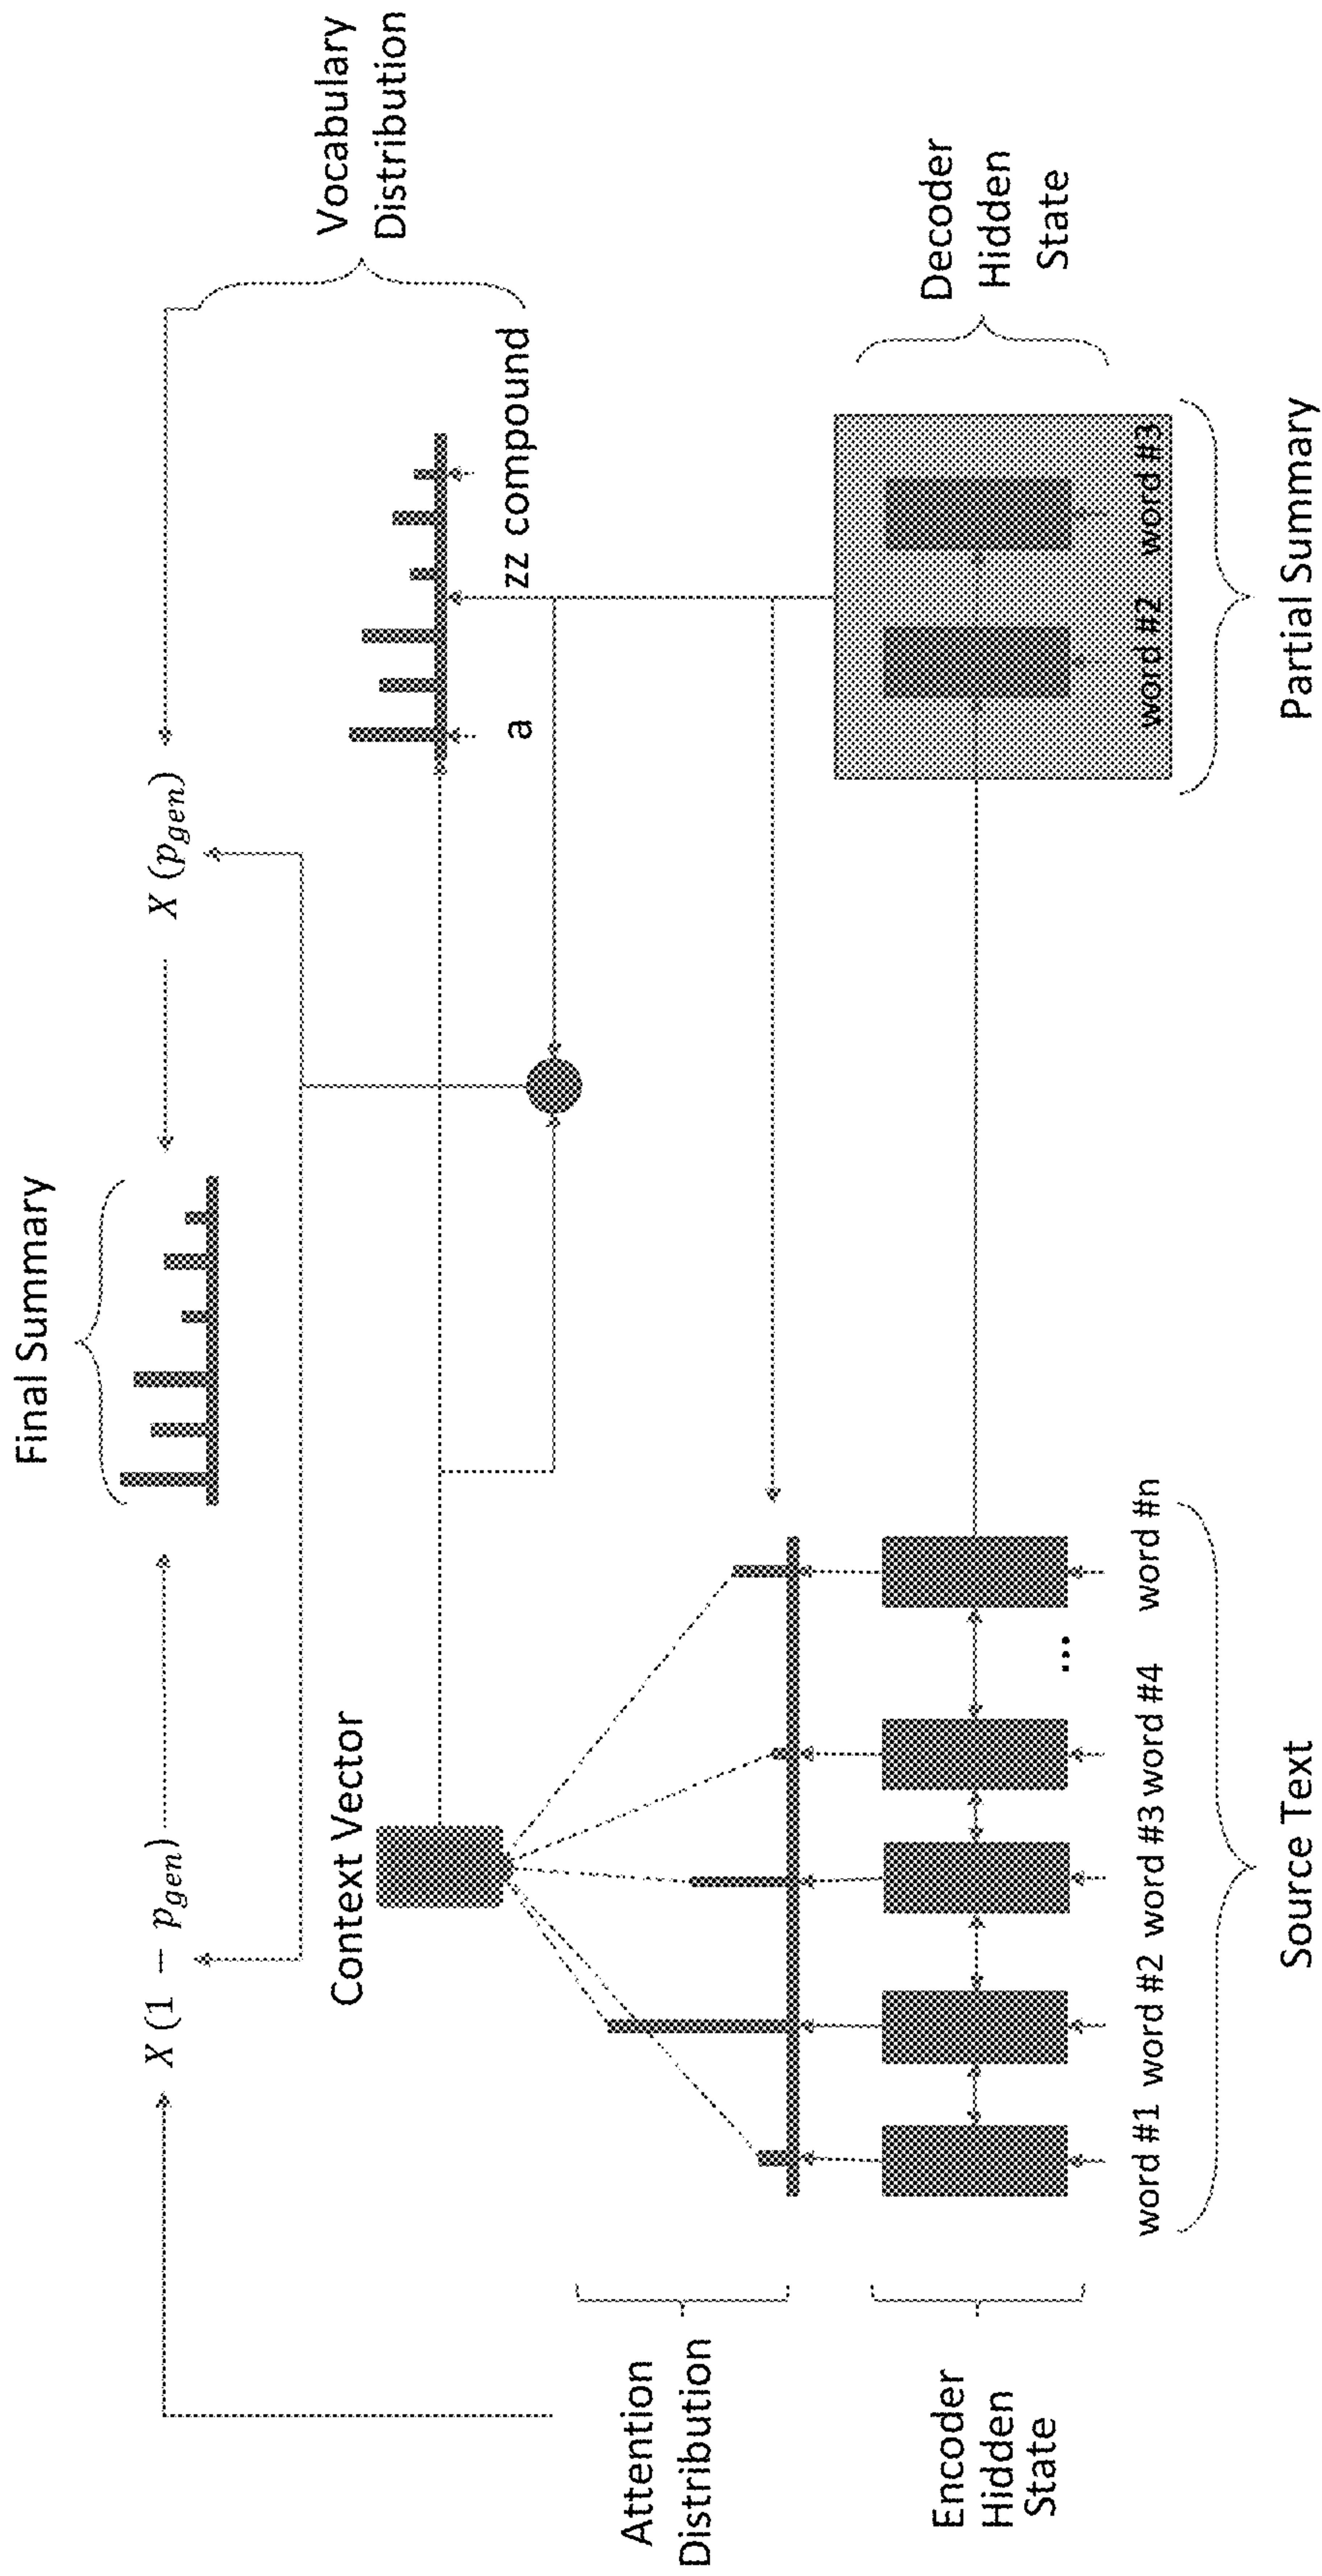 Final Summary
X (1 − p_gen)
X (p_gen)
Vocabulary
Distribution
Context Vector
a
zz compound
Attention
Distribution
Encoder
Hidden
State
Decoder
Hidden
State
word #1 word #2 word #3 word #4
...
word #n
word #2 word #3
Source Text
Partial Summary